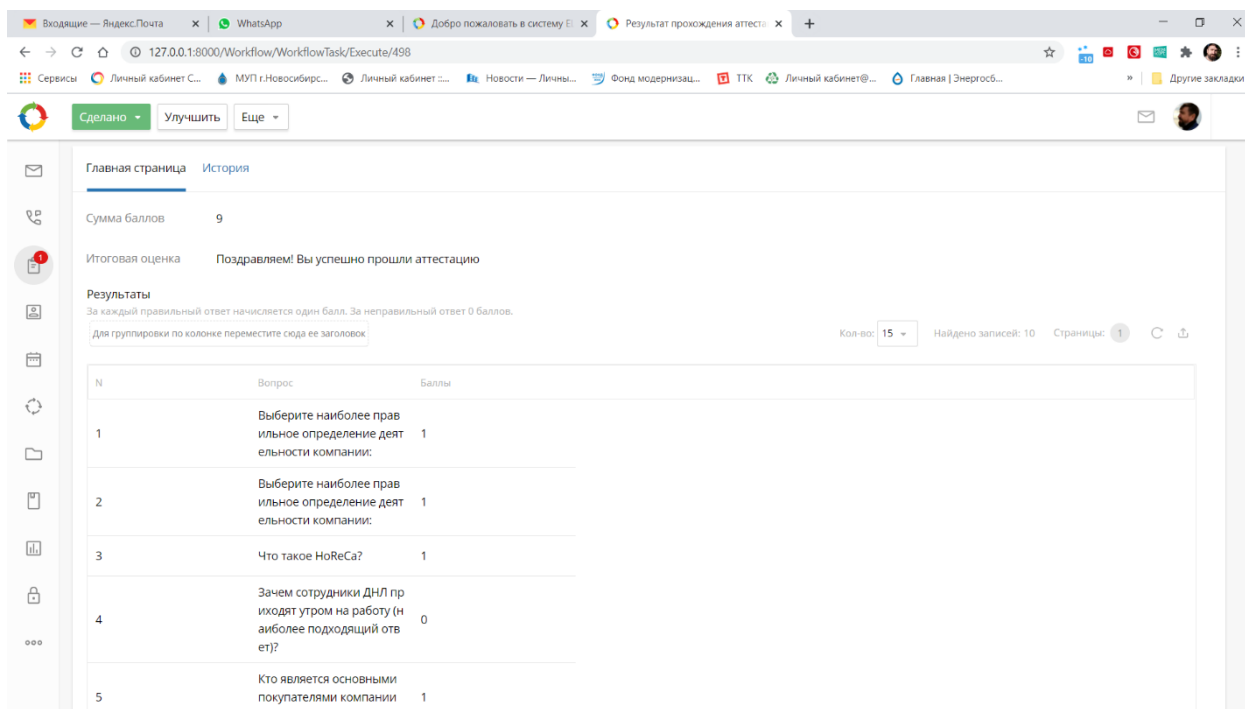 Входящие — Яндекс.Почта
WhatsApp
Добро пожаловать в систему El
Результат прохождения аттеста
127.0.0.1:8000/Workflow/WorkflowTask/Execute/498
-10
Сервисы
Личный кабинет С...
МУП г.Новосибирс...
Личный кабинет ::...
Новости — Личны...
Фонд модернизац...
ТТК
Личный кабинет@...
Главная | Энергосб...
»
Другие закладки
Сделано
Улучшить
Еще
Главная страница
История
1
Сумма баллов 9
Итоговая оценка Поздравляем! Вы успешно прошли аттестацию
Результаты
За каждый правильный ответ начисляется один балл. За неправильный ответ 0 баллов.
Для группировки по колонке переместите сюда ее заголовок
Кол-во: 15
Найдено записей: 10
Страницы: 1
N Вопрос Баллы
Выберите наиболее прав
1 ильное определение деят 1
ельности компании:
Выберите наиболее прав
2 ильное определение деят 1
ельности компании:
3 Что такое HoReCa? 1
Зачем сотрудники ДНЛ пр
иходят утром на работу (н
4 аиболее подходящий отв 0
ет)?
Кто является основными
5 покупателями компании 1